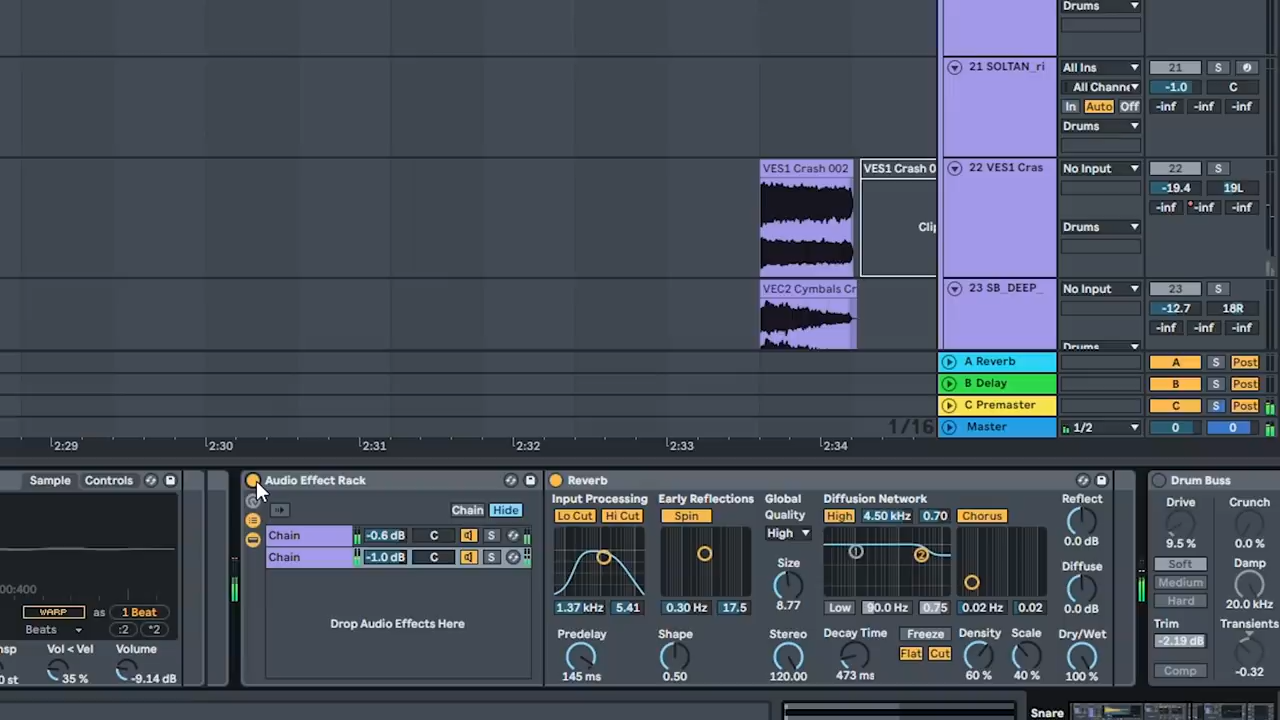 Drums
21 SOLTAN_ri
All Ins
21
S
All Channe
-1.0
C
In Auto Off
-inf -inf -inf
Drums
VES1 Crash 002
VES1 Crash 0
Clip
22 VES1 Cras
No Input
22
S
-19.4
19L
-inf -inf -inf
Drums
VEC2 Cymbals Cr
23 SB_DEEP_
No Input
23
S
-12.7
18R
-inf -inf -inf
Drums
A Reverb
A S Post
B Delay
B S Post
C Premaster
C S Post
1/16
Master
1/2
0
0
2:29
2:30
2:31
2:32
2:33
2:34
Sample
Controls
:00:400
WARP as 1 Beat
Beats
:2
*2
nsp
Vol < Vel
Volume
0 st
35 %
-9.14 dB
Audio Effect Rack
Chain
Hide
Chain -0.6 dB C S
Chain -1.0 dB C S
Drop Audio Effects Here
Reverb
Input Processing
Lo Cut Hi Cut
1.37 kHz 5.41
Predelay
145 ms
Early Reflections
Spin
0.30 Hz 17.5
Shape
0.50
Global
Quality
High
Size
8.77
Stereo
120.00
Diffusion Network
High 4.50 kHz 0.70
Chorus
1
2
Low 90.0 Hz 0.75
0.02 Hz 0.02
Decay Time
473 ms
Freeze
Flat Cut
Density
60 %
Scale
40 %
Reflect
0.0 dB
Diffuse
0.0 dB
Dry/Wet
100 %
Drum Buss
Drive
9.5 %
Soft
Medium
Hard
Trim
-2.19 dB
Comp
Crunch
0.0 %
Damp
20.0 kHz
Transients
-0.32
Snare